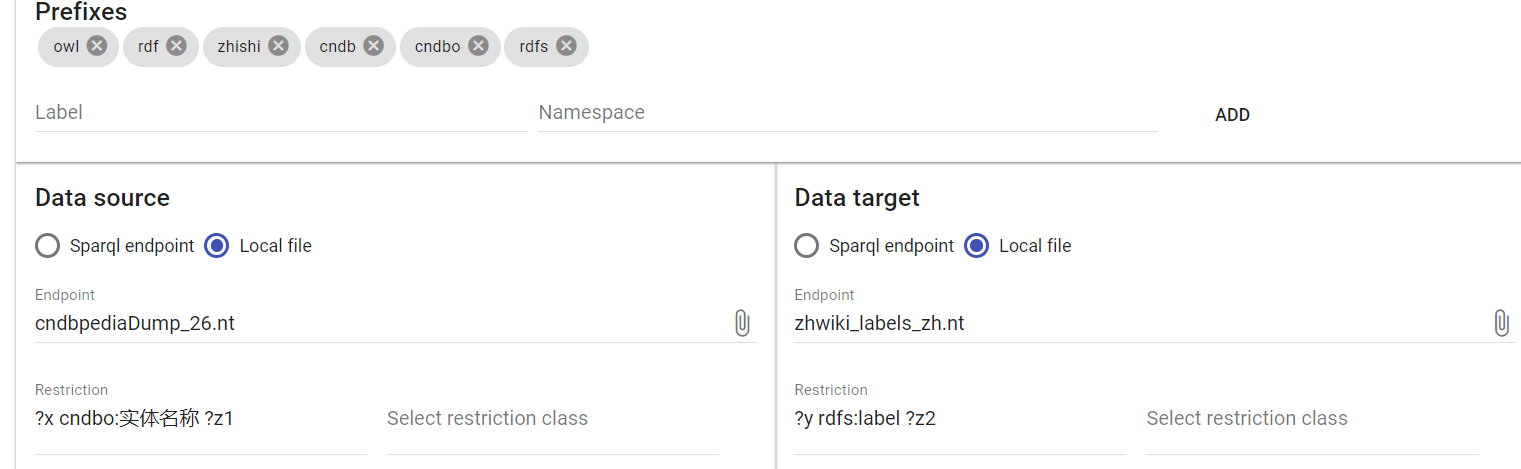 Prefixes
owl rdf zhishi cndb cndbo rdfs
Label Namespace ADD
Data source
Sparql endpoint Local file
Endpoint
cndbpediaDump_26.nt
Restriction
?x cndbo:实体名称 ?z1 Select restriction class
Data target
Sparql endpoint Local file
Endpoint
zhwiki_labels_zh.nt
Restriction
?y rdfs:label ?z2 Select restriction class